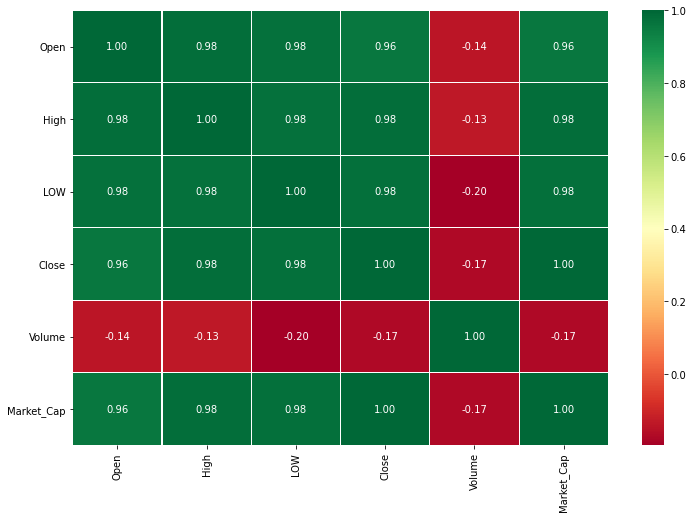 Open 1.00 0.98 0.98 0.96 -0.14 0.96
High 0.98 1.00 0.98 0.98 -0.13 0.98
LOW 0.98 0.98 1.00 0.98 -0.20 0.98
Close 0.96 0.98 0.98 1.00 -0.17 1.00
Volume -0.14 -0.13 -0.20 -0.17 1.00 -0.17
Market_Cap 0.96 0.98 0.98 1.00 -0.17 1.00
Open High LOW Close Volume Market_Cap
1.0
0.8
0.6
0.4
0.2
0.0